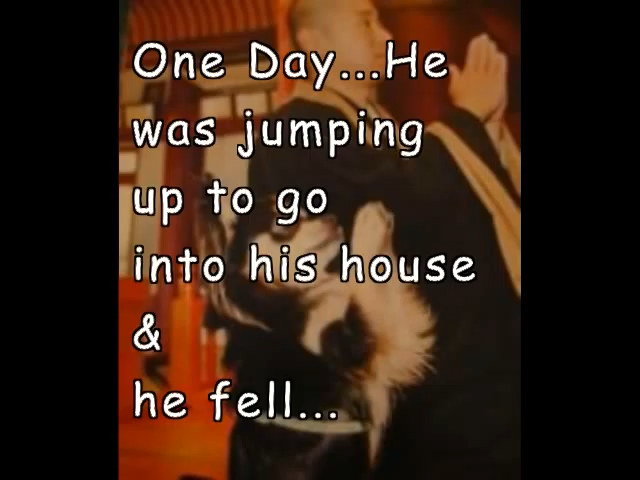 One Day...He
was jumping
up to go
into his house
&
he fell...